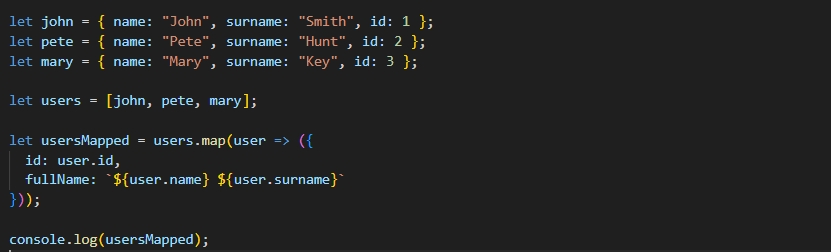 let john = { name: "John", surname: "Smith", id: 1 };
let pete = { name: "Pete", surname: "Hunt", id: 2 };
let mary = { name: "Mary", surname: "Key", id: 3 };

let users = [john, pete, mary];

let usersMapped = users.map(user => ({
  id: user.id,
  fullName: `${user.name} ${user.surname}`
}));

console.log(usersMapped);